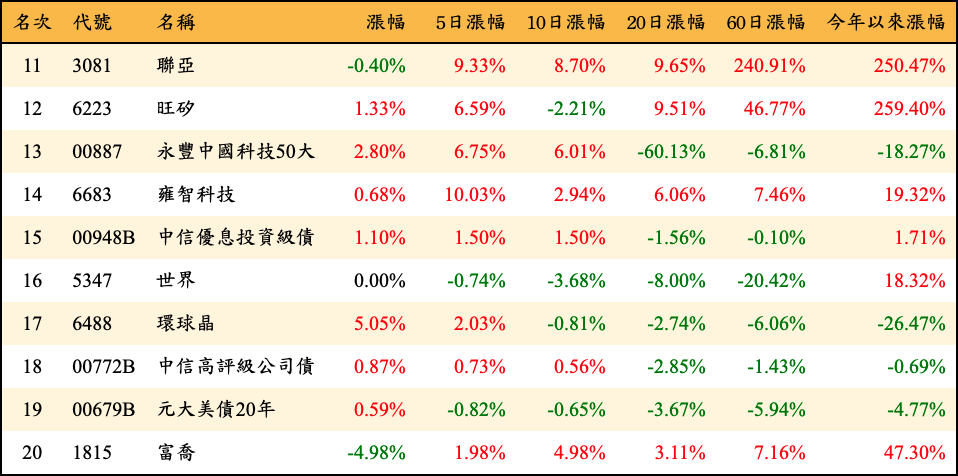 名次 代號 名稱 漲幅 5日漲幅 10日漲幅 20日漲幅 60日漲幅 今年以來漲幅
11 3081 聯亞 -0.40% 9.33% 8.70% 9.65% 240.91% 250.47%
12 6223 旺矽 1.33% 6.59% -2.21% 9.51% 46.77% 259.40%
13 00887 永豐中國科技50大 2.80% 6.75% 6.01% -60.13% -6.81% -18.27%
14 6683 雍智科技 0.68% 10.03% 2.94% 6.06% 7.46% 19.32%
15 00948B 中信優息投資級債 1.10% 1.50% 1.50% -1.56% -0.10% 1.71%
16 5347 世界 0.00% -0.74% -3.68% -8.00% -20.42% 18.32%
17 6488 環球晶 5.05% 2.03% -0.81% -2.74% -6.06% -26.47%
18 00772B 中信高評級公司債 0.87% 0.73% 0.56% -2.85% -1.43% -0.69%
19 00679B 元大美債20年 0.59% -0.82% -0.65% -3.67% -5.94% -4.77%
20 1815 富喬 -4.98% 1.98% 4.98% 3.11% 7.16% 47.30%